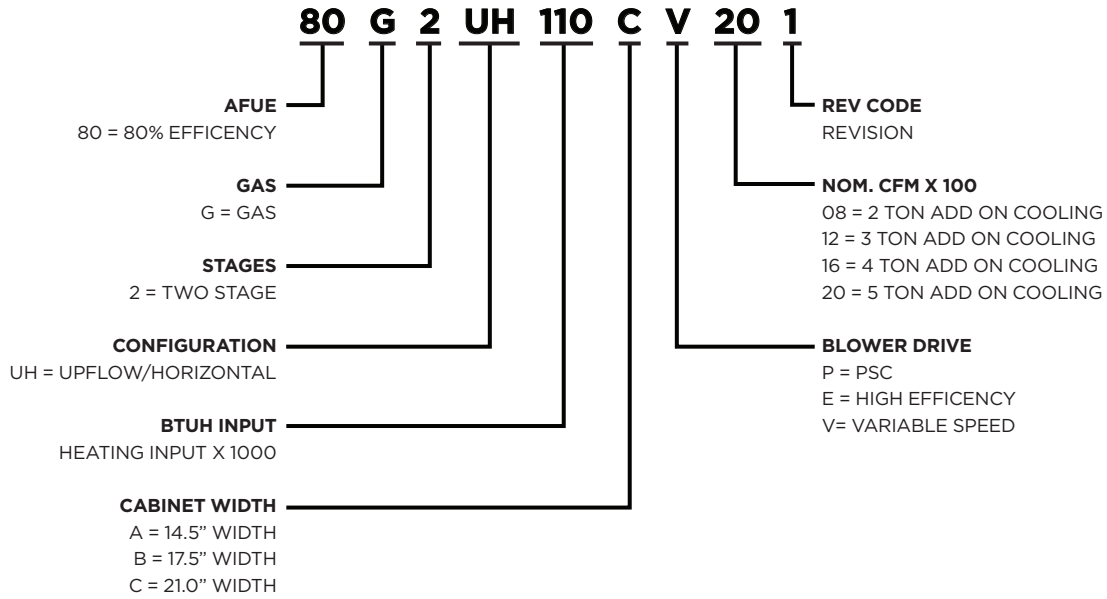 80 G 2 UH 110 C V 20 1
AFUE
80 = 80% EFFICENCY
GAS
G = GAS
STAGES
2 = TWO STAGE
CONFIGURATION
UH = UPFLOW/HORIZONTAL
BTUH INPUT
HEATING INPUT X 1000
CABINET WIDTH
A = 14.5” WIDTH
B = 17.5” WIDTH
C = 21.0” WIDTH
REV CODE
REVISION
NOM. CFM X 100
08 = 2 TON ADD ON COOLING
12 = 3 TON ADD ON COOLING
16 = 4 TON ADD ON COOLING
20 = 5 TON ADD ON COOLING
BLOWER DRIVE
P = PSC
E = HIGH EFFICENCY
V= VARIABLE SPEED